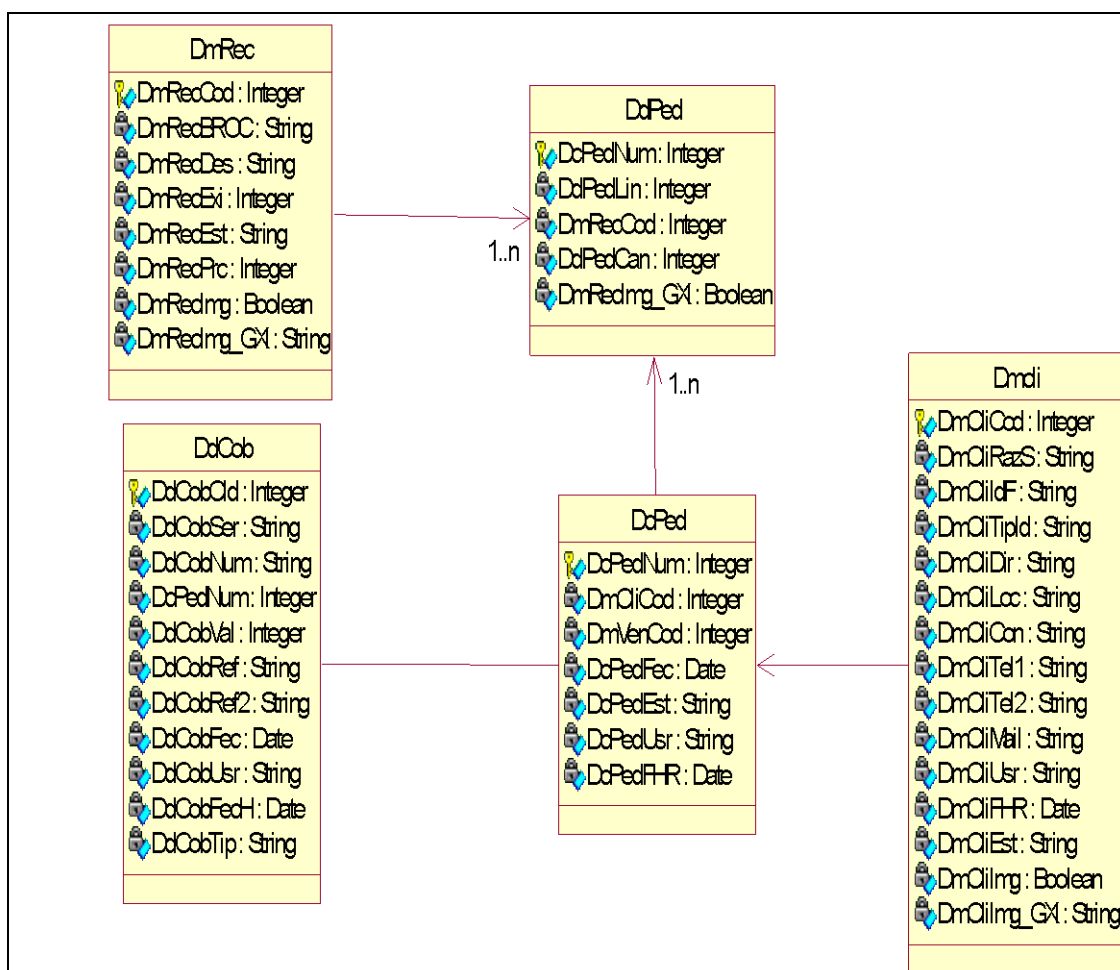 DmRec
DmRecCod : Integer
DmRecBROC : String
DmRecDes : String
DmRecExi : Integer
DmRecEst : String
DmRecPrc : Integer
DmRecImg : Boolean
DmRecImg_GXI : String
1..n
DdPed
DcPedNum : Integer
DdPedLin : Integer
DmRecCod : Integer
DdPedCan : Integer
DmRecImg_GXI : Boolean
1..n
DdCob
DdCobCId : Integer
DdCobSer : String
DdCobNum : String
DcPedNum : Integer
DdCobVal : Integer
DdCobRef : String
DdCobRef2 : String
DdCobFec : Date
DdCobUsr : String
DdCobFecH : Date
DdCobTip : String
DcPed
DcPedNum : Integer
DmCliCod : Integer
DmVenCod : Integer
DcPedFec : Date
DcPedEst : String
DcPedUsr : String
DcPedFHR : Date
Dmcli
DmCliCod : Integer
DmCliRazS : String
DmCliIdF : String
DmCliTipId : String
DmCliDir : String
DmCliLoc : String
DmCliCon : String
DmCliTel1 : String
DmCliTel2 : String
DmCliMail : String
DmCliUsr : String
DmCliFHR : Date
DmCliEst : String
DmCliImg : Boolean
DmCliImg_GXI : String